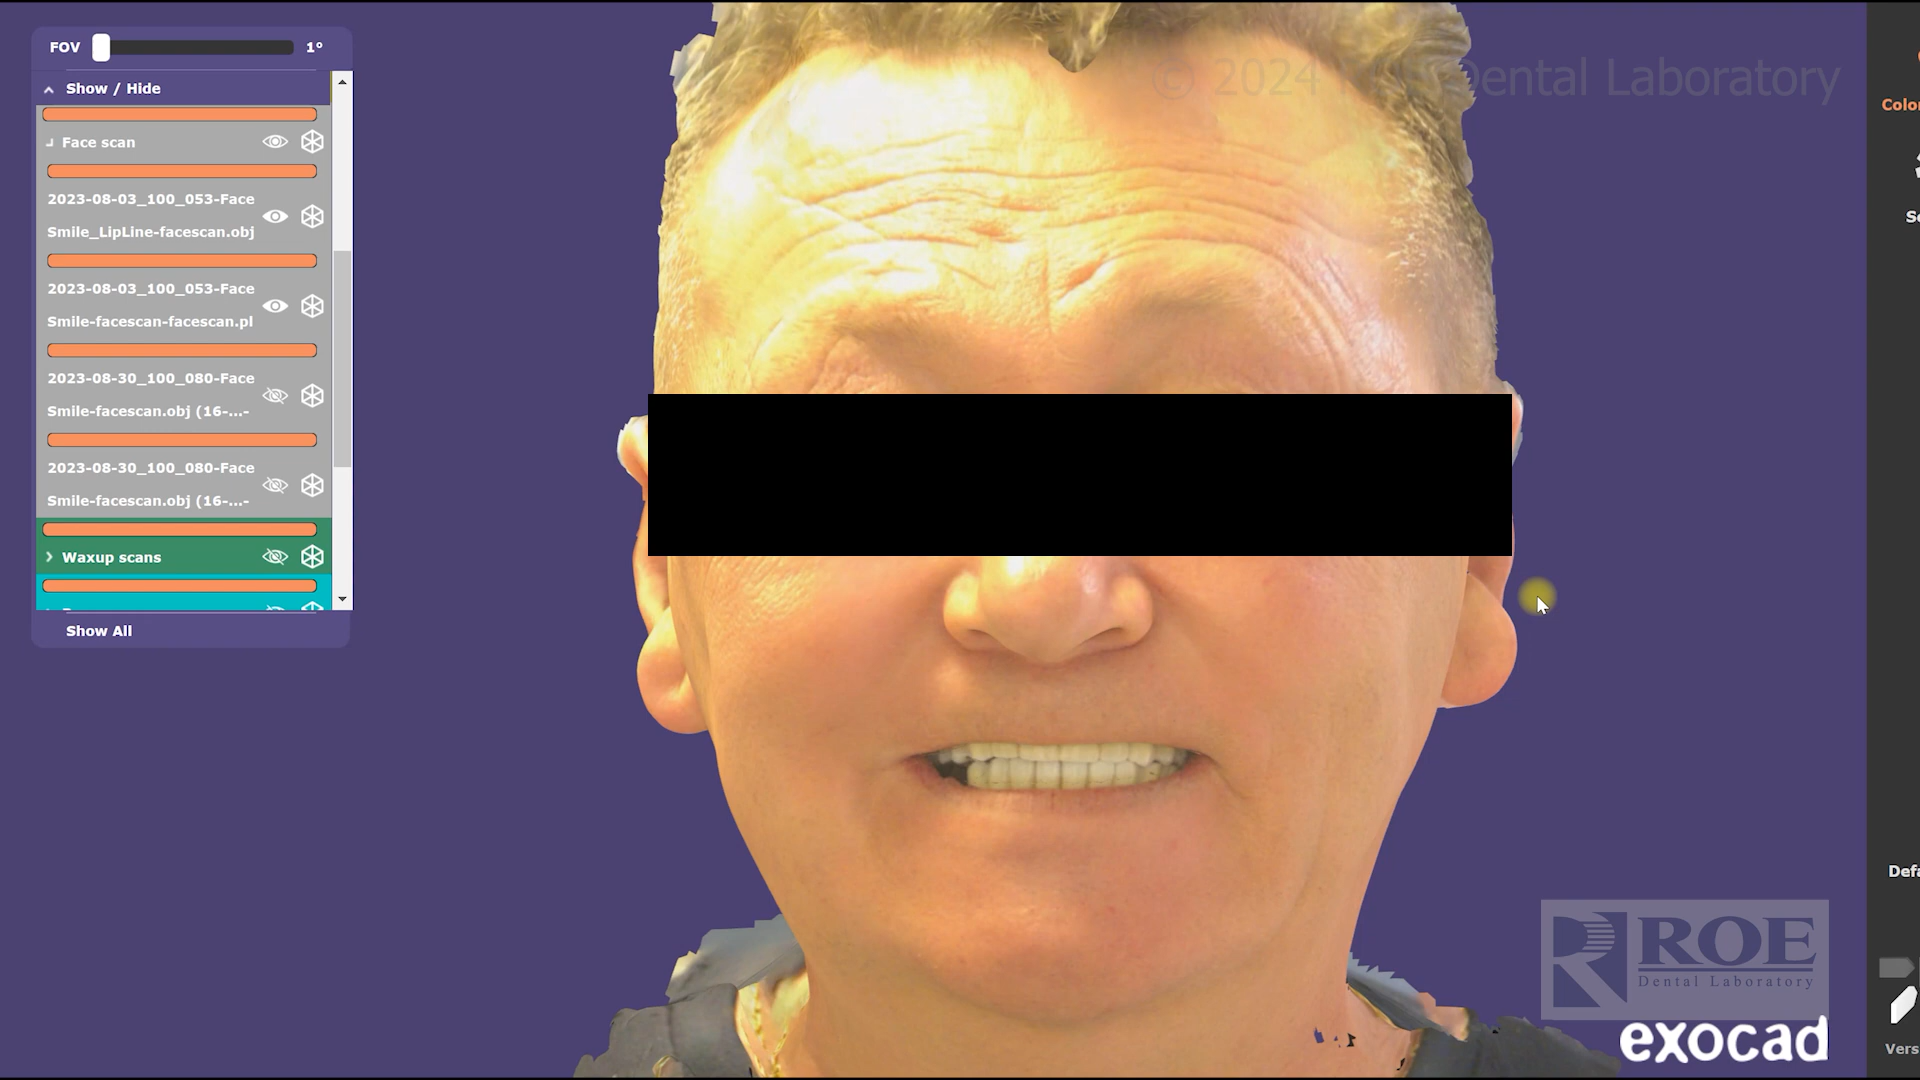 FOV 1°
Show / Hide
Face scan
2023-08-03_100_053-Face
Smile_LipLine-facescan.obj
2023-08-03_100_053-Face
Smile-facescan-facescan.pl
2023-08-30_100_080-Face
Smile-facescan.obj (16-...-
2023-08-30_100_080-Face
Smile-facescan.obj (16-...-
Waxup scans
Show All
© 2024 Dental Laboratory
Colo
Defa
ROE
Dental Laboratory
exocad
Vers